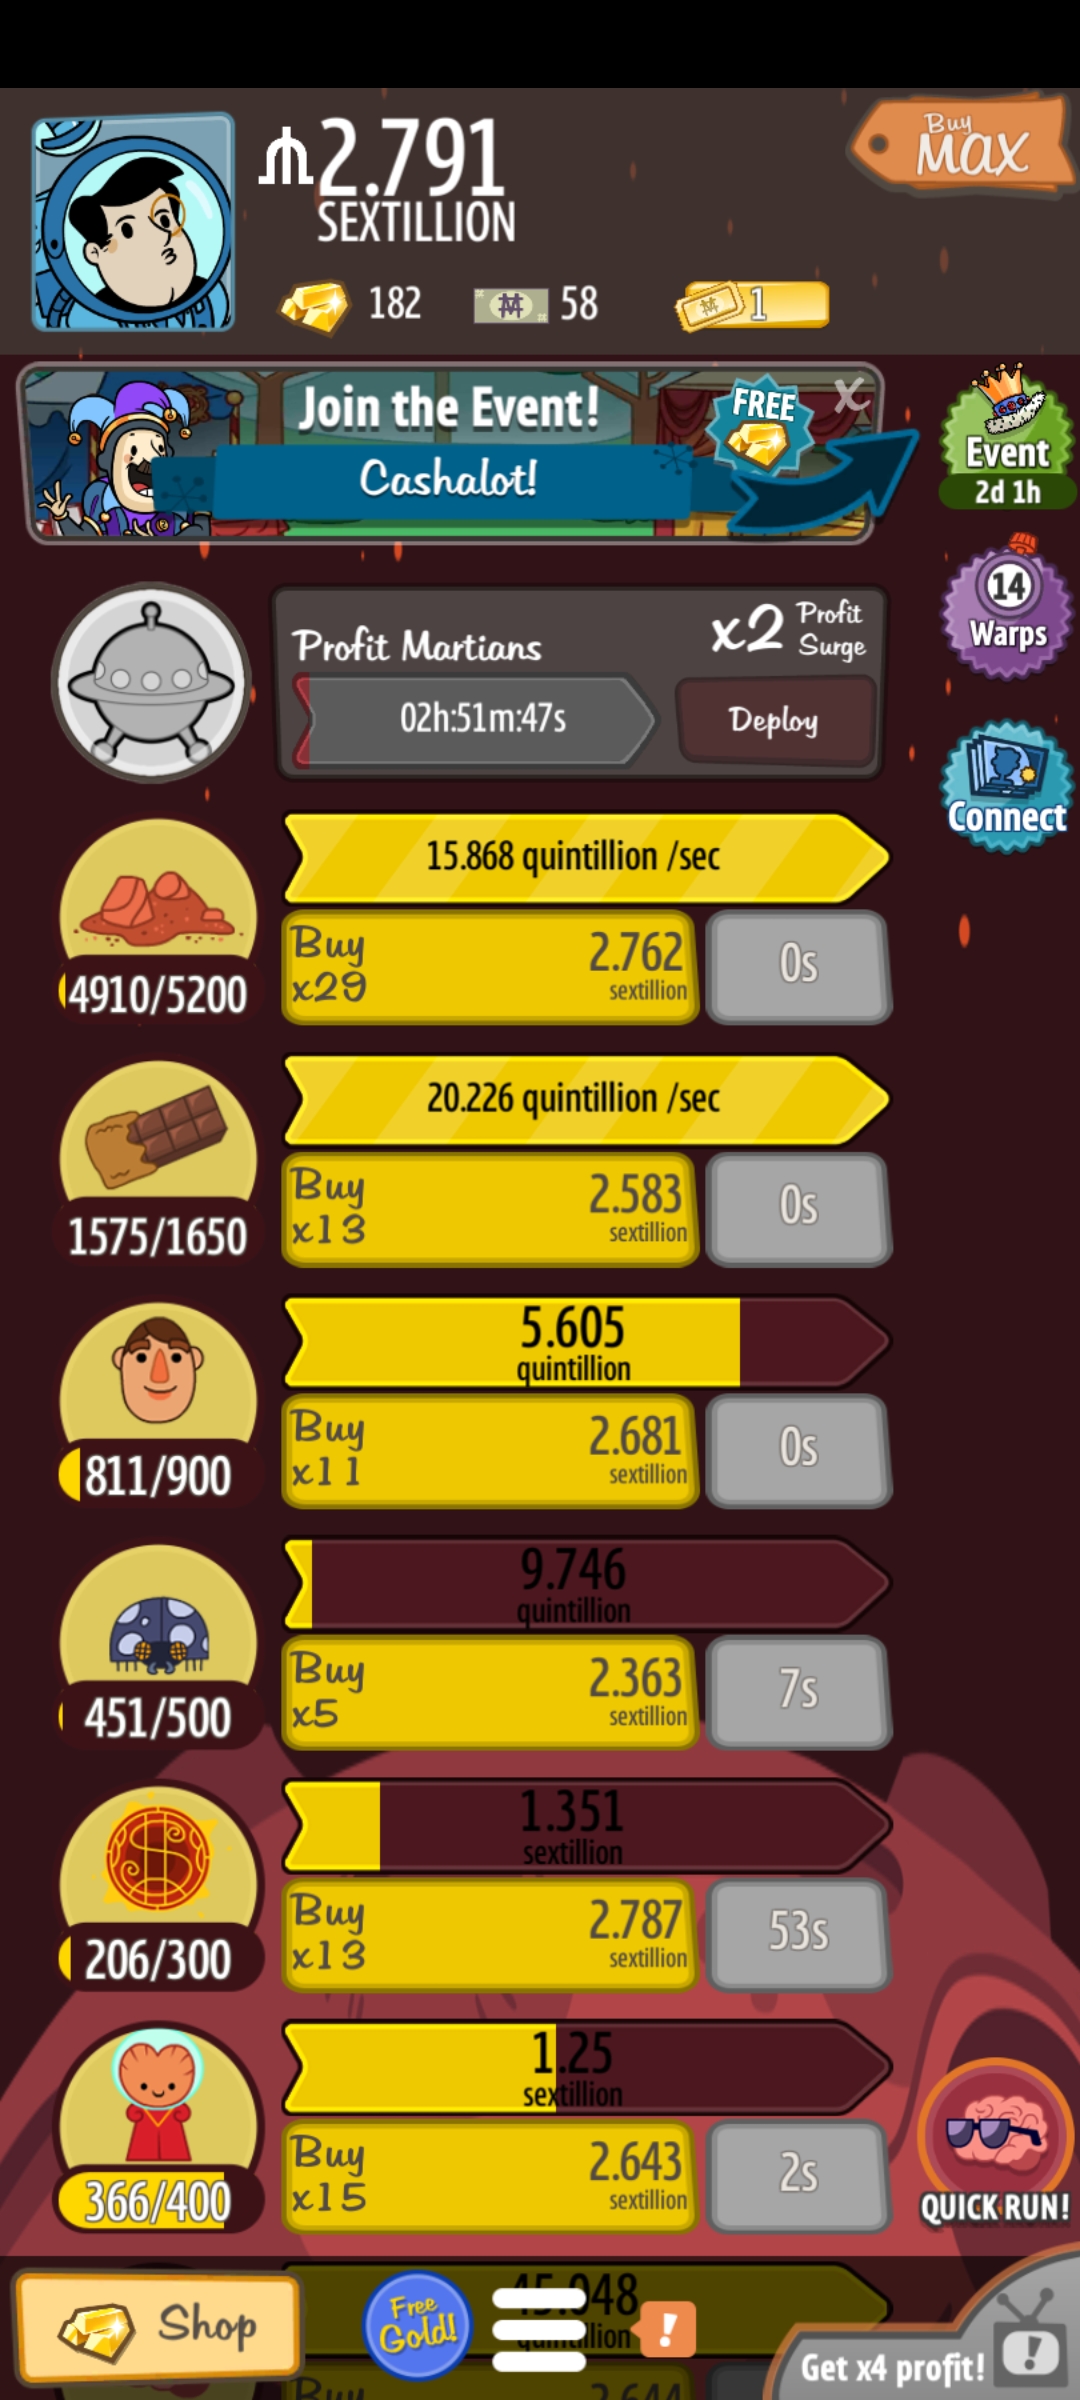 2.791
SEXTILLION
Buy
MAX
182
58
1
Join the Event!
FREE
X
Cashalot!
Event
2d 1h
14
Warps
Connect
Profit Martians
x2 Profit
Surge
02h:51m:47s
Deploy
15.868 quintillion /sec
Buy
x29
2.762
sextillion
0s
4910/5200
20.226 quintillion /sec
Buy
x13
2.583
sextillion
0s
1575/1650
5.605
quintillion
Buy
x11
2.681
sextillion
0s
811/900
9.746
quintillion
Buy
x5
2.363
sextillion
7s
451/500
1.351
sextillion
Buy
x13
2.787
sextillion
53s
206/300
1.25
sextillion
Buy
x15
2.643
sextillion
2s
366/400
QUICK RUN!
Shop
Free
Gold!
!
Get x4 profit!
!